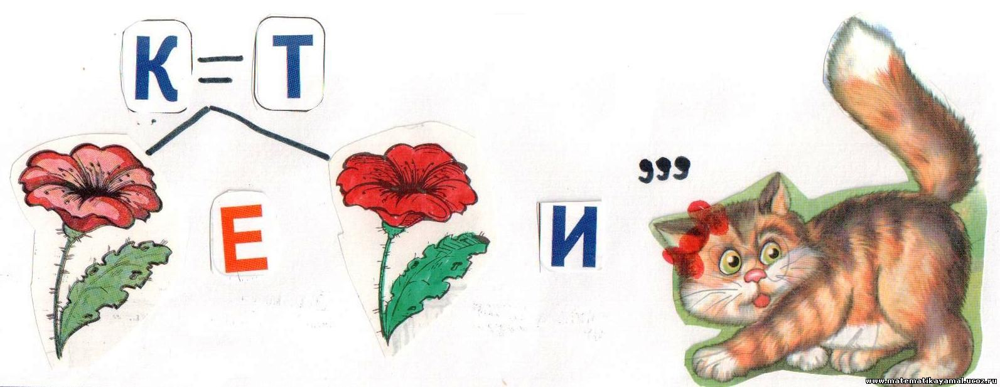 К = Т
Е И ,,,
www.matematikayamal.ucoz.ru